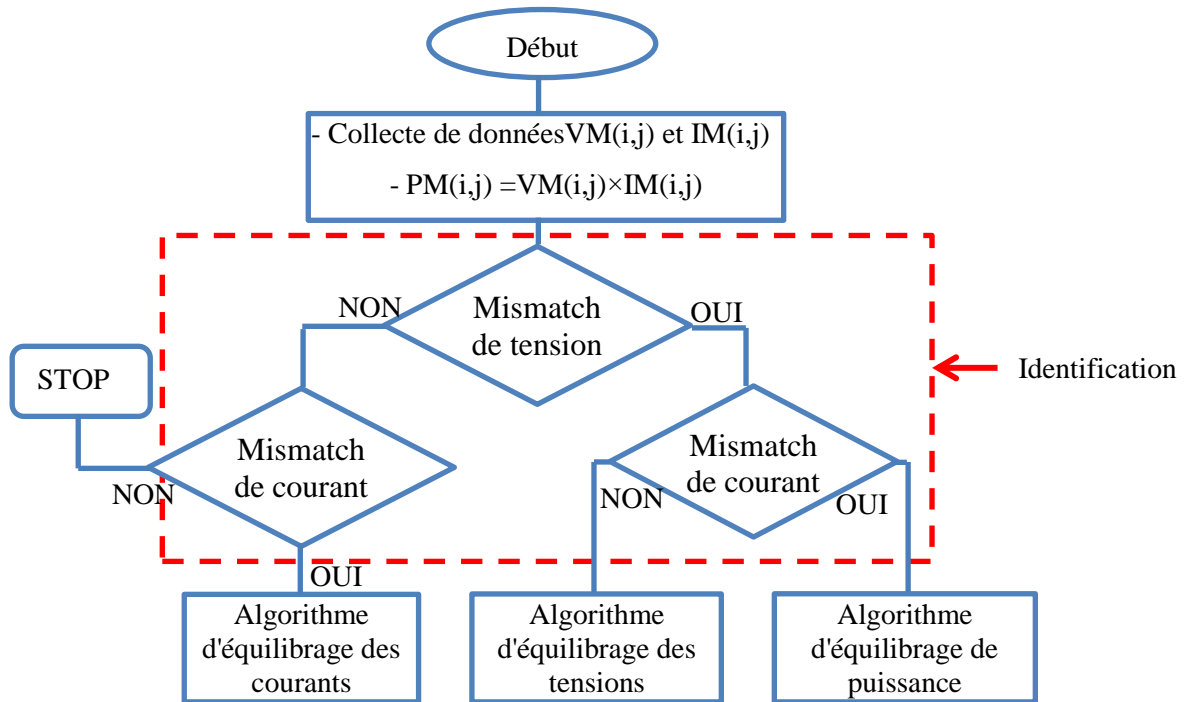 Début
- Collecte de donnéesVM(i,j) et IM(i,j)
- PM(i,j) =VM(i,j)×IM(i,j)
NON
Mismatch
de tension
OUI
STOP
Identification
Mismatch
de courant
NON
OUI
Mismatch
de courant
NON
OUI
Algorithme
d'équilibrage des
courants
Algorithme
d'équilibrage des
tensions
Algorithme
d'équilibrage de
puissance